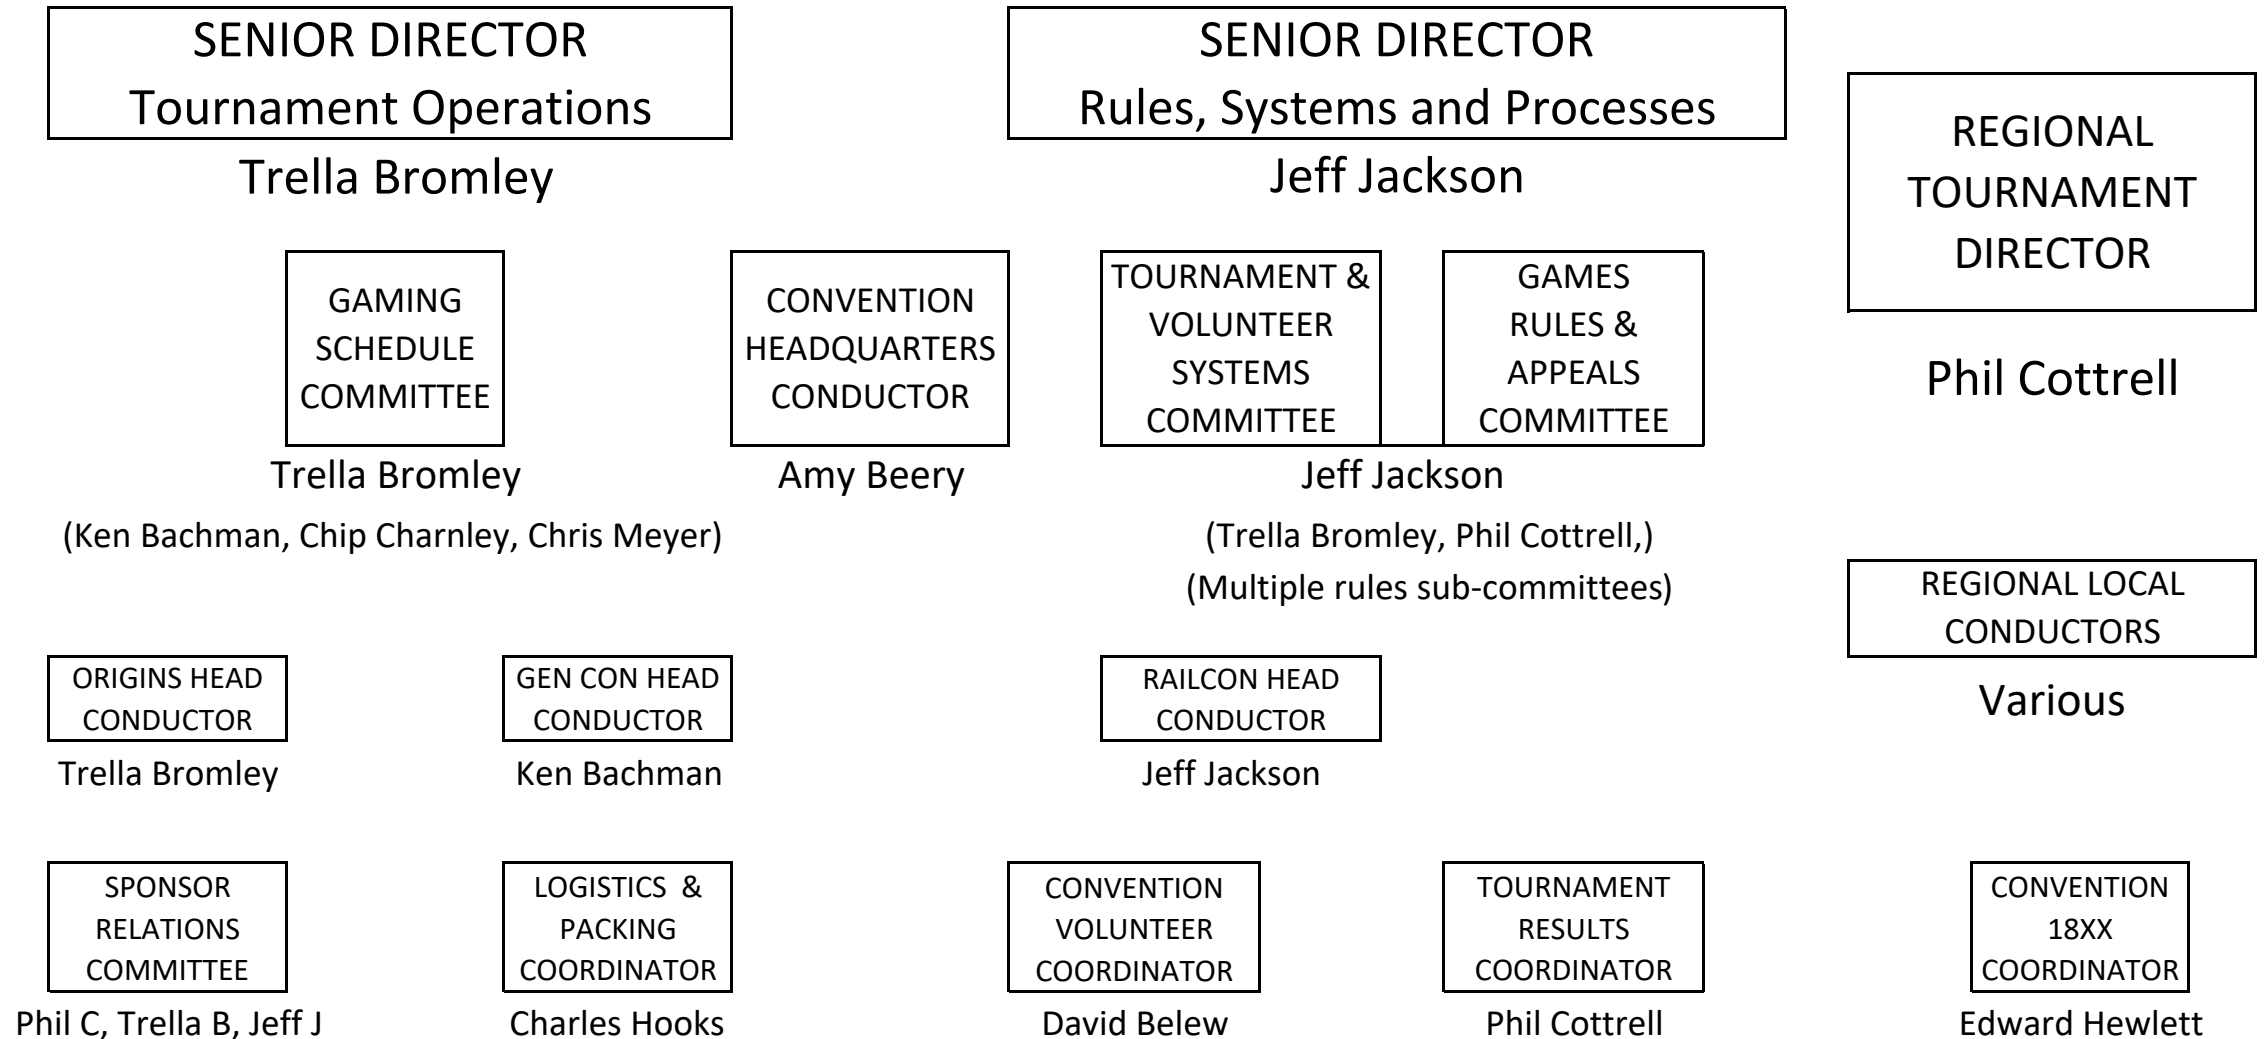 SENIOR DIRECTOR
Tournament Operations
Trella Bromley
SENIOR DIRECTOR
Rules, Systems and Processes
Jeff Jackson
REGIONAL
TOURNAMENT
DIRECTOR
Phil Cottrell
GAMING
SCHEDULE
COMMITTEE
Trella Bromley
(Ken Bachman, Chip Charnley, Chris Meyer)
CONVENTION
HEADQUARTERS
CONDUCTOR
Amy Beery
TOURNAMENT &
VOLUNTEER
SYSTEMS
COMMITTEE
GAMES
RULES &
APPEALS
COMMITTEE
Jeff Jackson
(Trella Bromley, Phil Cottrell,)
(Multiple rules sub-committees)
REGIONAL LOCAL
CONDUCTORS
Various
ORIGINS HEAD
CONDUCTOR
Trella Bromley
GEN CON HEAD
CONDUCTOR
Ken Bachman
RAILCON HEAD
CONDUCTOR
Jeff Jackson
SPONSOR
RELATIONS
COMMITTEE
Phil C, Trella B, Jeff J
LOGISTICS &
PACKING
COORDINATOR
Charles Hooks
CONVENTION
VOLUNTEER
COORDINATOR
David Belew
TOURNAMENT
RESULTS
COORDINATOR
Phil Cottrell
CONVENTION
18XX
COORDINATOR
Edward Hewlett